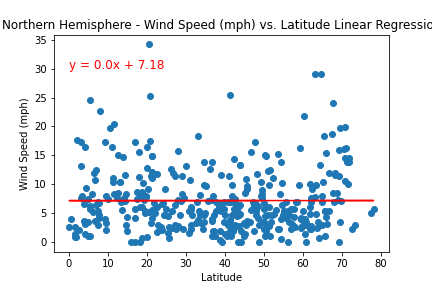 Northern Hemisphere - Wind Speed (mph) vs. Latitude Linear Regressio
35
30
25
20
15
10
5
0
y = 0.0x + 7.18
Wind Speed (mph)
0 10 20 30 40 50 60 70 80
Latitude